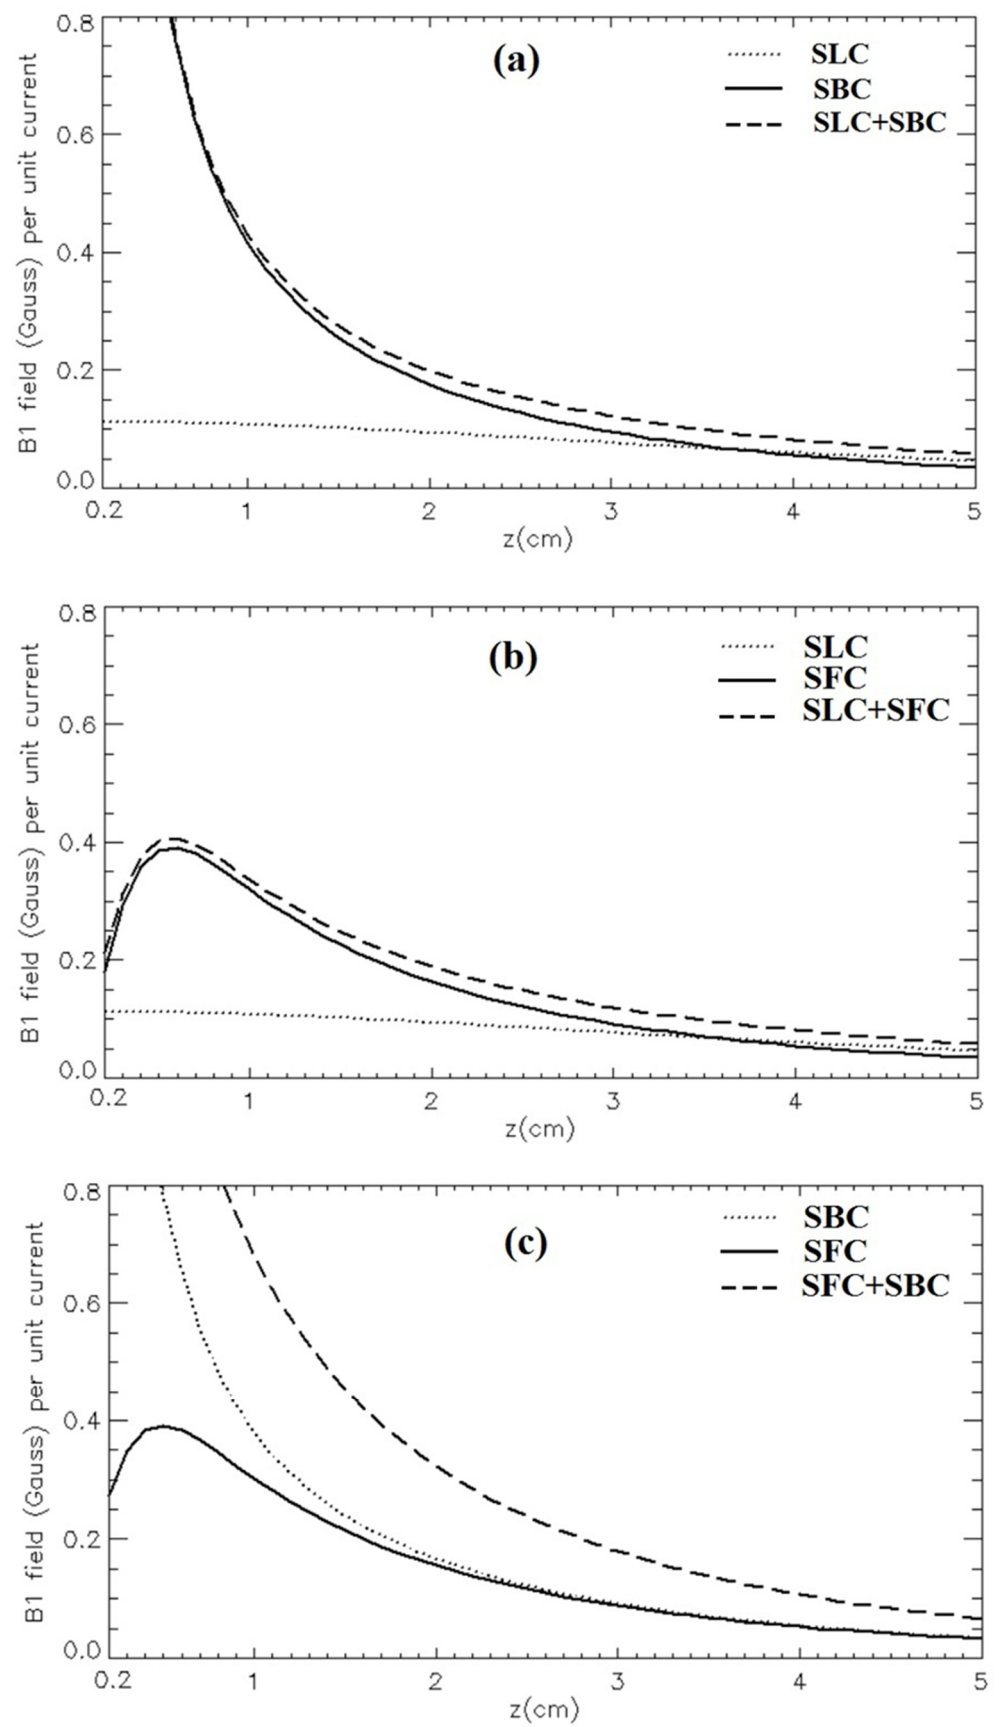 0.8
(a)
SLC
SBC
SLC+SBC
0.6
0.4
0.2
0.0
B1 field (Gauss) per unit current
0.2 1 2 3 4 5
z(cm)
0.8
(b)
SLC
SFC
SLC+SFC
0.6
0.4
0.2
0.0
B1 field (Gauss) per unit current
0.2 1 2 3 4 5
z(cm)
0.8
(c)
SBC
SFC
SFC+SBC
0.6
0.4
0.2
0.0
B1 field (Gauss) per unit current
0.2 1 2 3 4 5
z(cm)